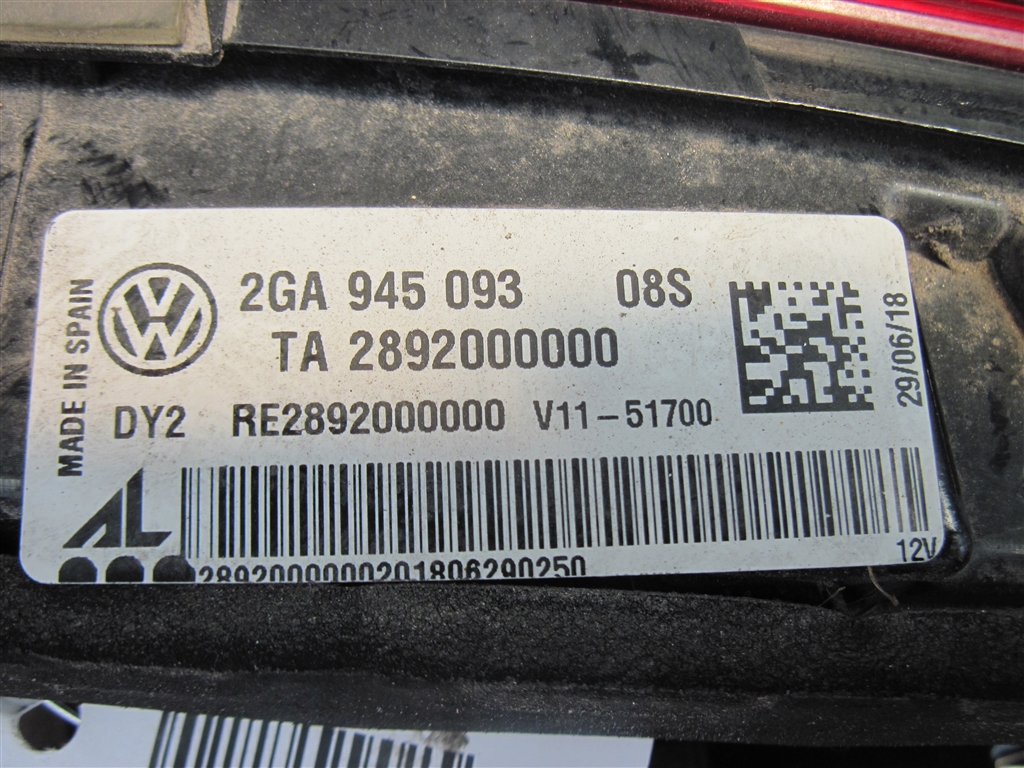 MADE IN SPAIN
2GA 945 093 08S
TA 2892000000
DY2 RE2892000000 V11-51700
29/06/18
AL
12V
2892000000201806290250